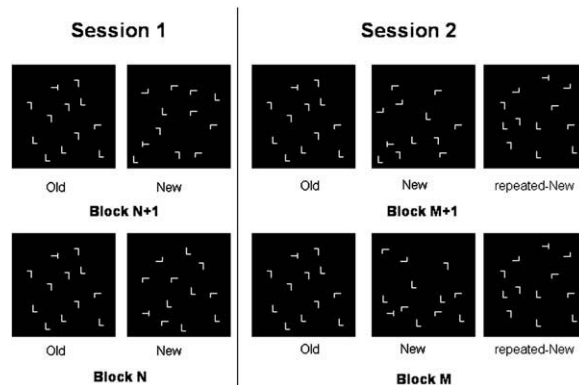 Session 1
Session 2
Old
New
Old
New
repeated-New
Block N+1
Block M+1
Old
New
Old
New
repeated-New
Block N
Block M